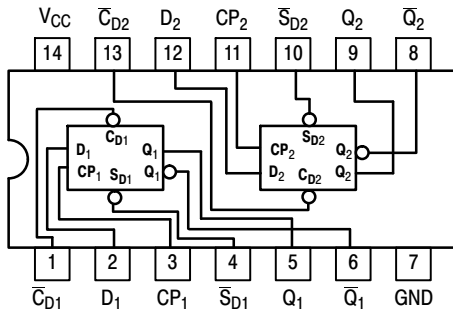 VCC C̅D2 D2 CP2 S̅D2 Q2 Q̅2
14 13 12 11 10 9 8
CD1 SD2
D1 Q1 CP2 Q2
CP1 SD1 Q1 D2 CD2 Q2
1 2 3 4 5 6 7
C̅D1 D1 CP1 S̅D1 Q1 Q̅1 GND